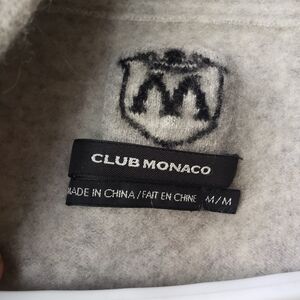 M
CLUB MONACO
MADE IN CHINA / FAIT EN CHINE M/M